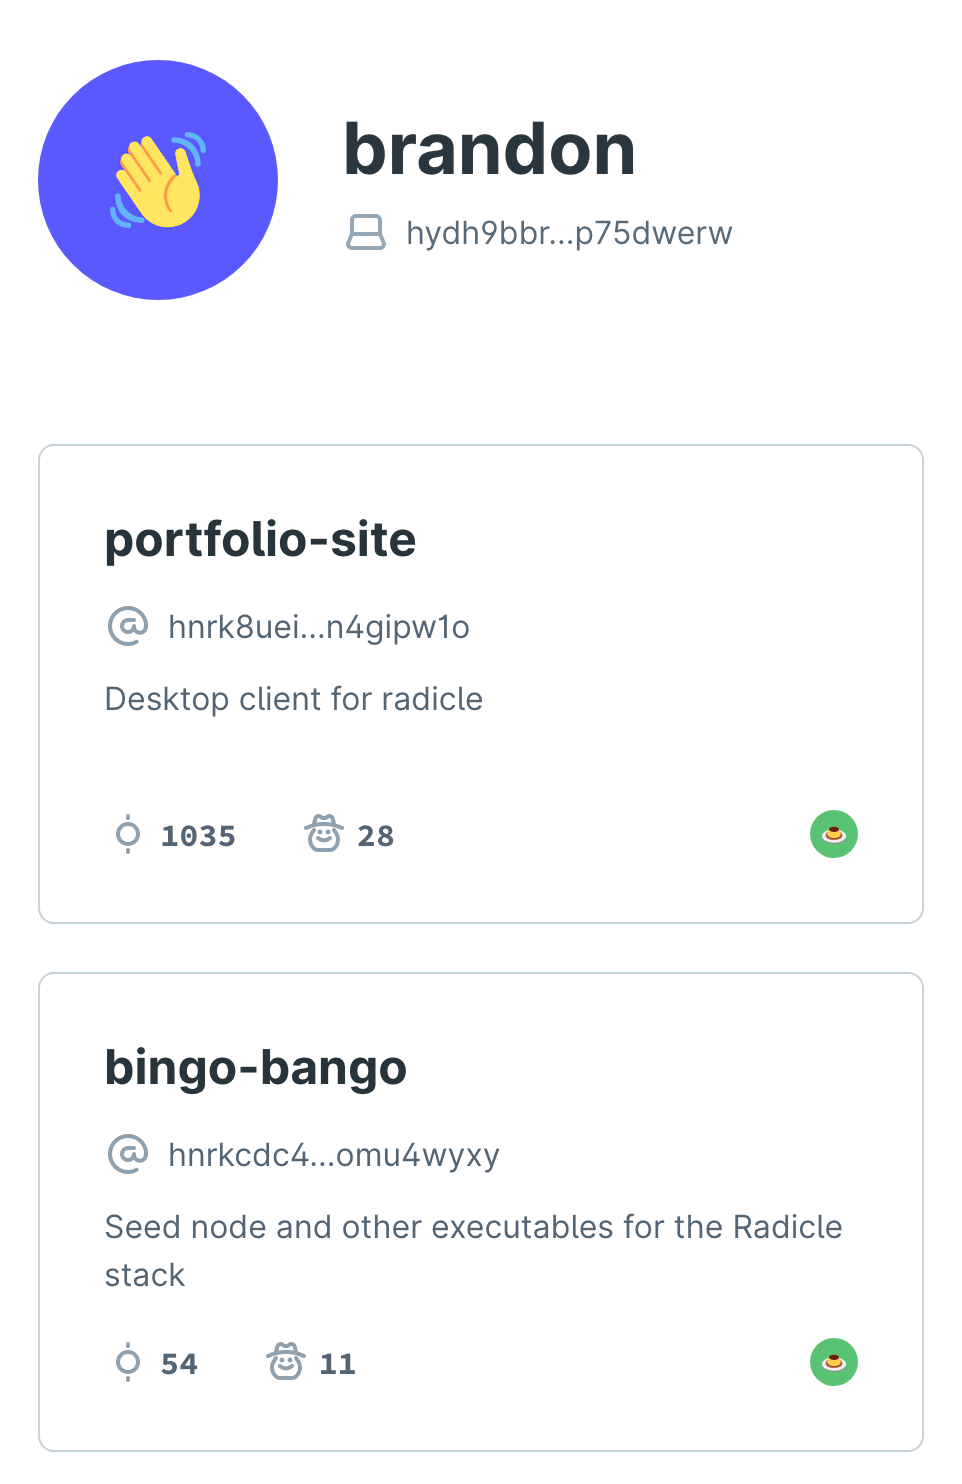 brandon
hydh9bbr...p75dwerw
portfolio-site
hnrk8uei...n4gipw1o
Desktop client for radicle
1035 28
bingo-bango
hnrkcdc4...omu4wyxy
Seed node and other executables for the Radicle
stack
54 11